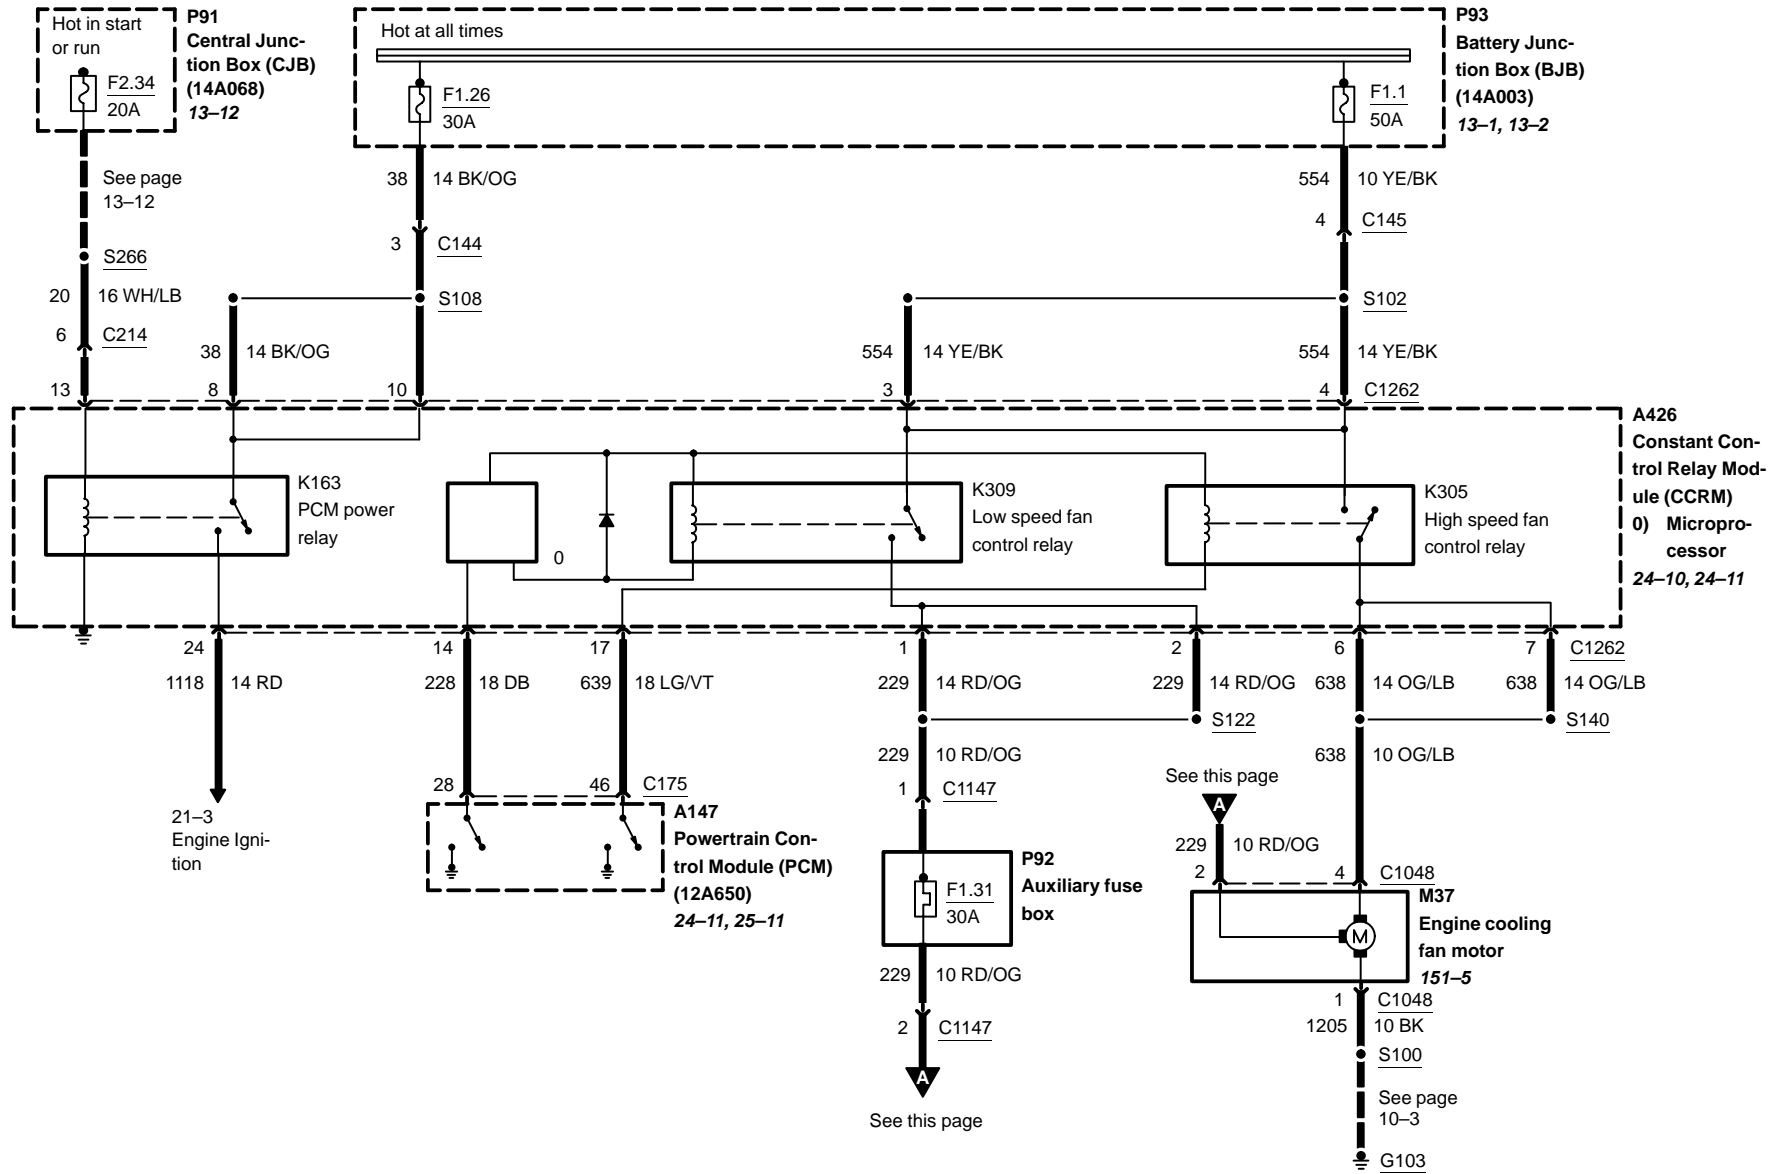 Hot in start
or run
F2.34
20A
P91
Central Junc-
tion Box (CJB)
(14A068)
13–12
Hot at all times
F1.26
30A
F1.1
50A
P93
Battery Junc-
tion Box (BJB)
(14A003)
13–1, 13–2
See page
13–12
38 14 BK/OG
554 10 YE/BK
4 C145
3 C144
S266
20 16 WH/LB
S108
S102
6 C214
38 14 BK/OG
554 14 YE/BK
554 14 YE/BK
13 8 10 3 4 C1262
A426
Constant Con-
trol Relay Mod-
ule (CCRM)
0) Micropro-
cessor
24–10, 24–11
K163
PCM power
relay
0
K309
Low speed fan
control relay
K305
High speed fan
control relay
24 14 17 1 2 6 7 C1262
1118 14 RD
228 18 DB
639 18 LG/VT
229 14 RD/OG
229 14 RD/OG
638 14 OG/LB
638 14 OG/LB
S122
S140
229 10 RD/OG
638 10 OG/LB
28 46 C175
1 C1147
See this page
A
21–3
Engine Igni-
tion
A147
Powertrain Con-
trol Module (PCM)
(12A650)
24–11, 25–11
229 10 RD/OG
2 4 C1048
P92
Auxiliary fuse
box
F1.31
30A
M37
Engine cooling
fan motor
151–5
M
229 10 RD/OG
1 C1048
1205 10 BK
2 C1147
S100
A
See this page
See page
10–3
G103